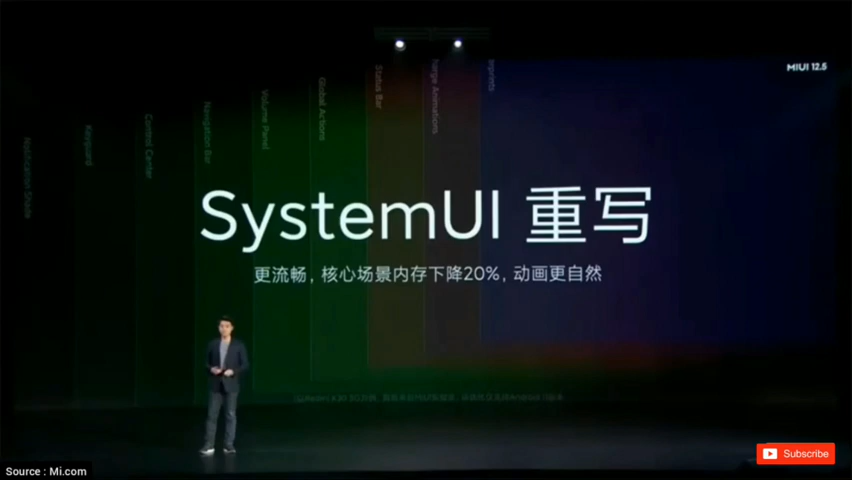 MIUI 12.5
Notification Shade
Keyguard
Control Center
Navigation Bar
Volume Panel
Global Actions
Status Bar
harge Animations
erprints
SystemUI 重写
更流畅，核心场景内存下降20%，动画更自然
Source : Mi.com
Subscribe